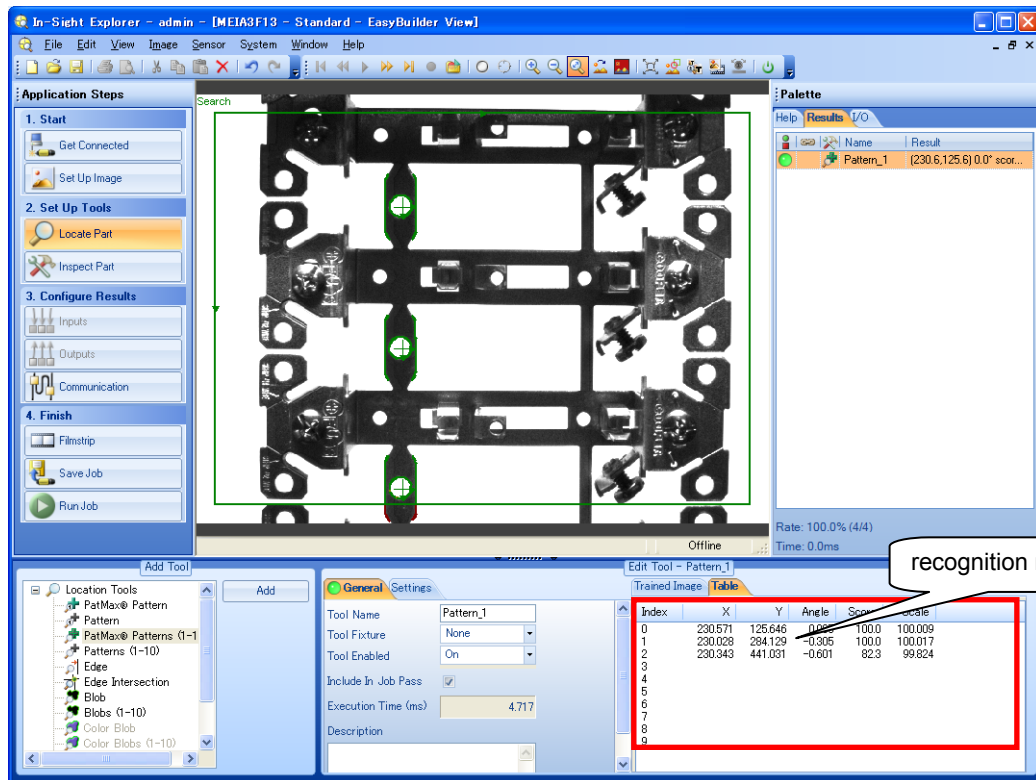 In-Sight Explorer - admin - [MEIA3F13 - Standard - EasyBuilder View]
File Edit View Image Sensor System Window Help
Application Steps
1. Start
Get Connected
Set Up Image
2. Set Up Tools
Locate Part
Inspect Part
3. Configure Results
Inputs
Outputs
Communication
4. Finish
Filmstrip
Save Job
Run Job
Search
Offline
Palette
Help Results I/O
Name Result
Pattern_1 (230.6,125.6) 0.0° scor...
Rate: 100.0% (4/4)
Time: 0.0ms
recognition
Add Tool
Location Tools
PatMax® Pattern
Pattern
PatMax® Patterns (1-1
Patterns (1-10)
Edge
Edge Intersection
Blob
Blobs (1-10)
Color Blob
Color Blobs (1-10)
Add
General Settings
Tool Name Pattern_1
Tool Fixture None
Tool Enabled On
Include In Job Pass
Execution Time (ms) 4.717
Description
Edit Tool - Pattern_1
Trained Image Table
Index X Y Angle Score Scale
0 230.571 125.646 100.0 100.009
1 230.028 284.129 -0.305 100.0 100.017
2 230.343 441.031 -0.601 82.3 99.824
3
4
5
6
7
8
9